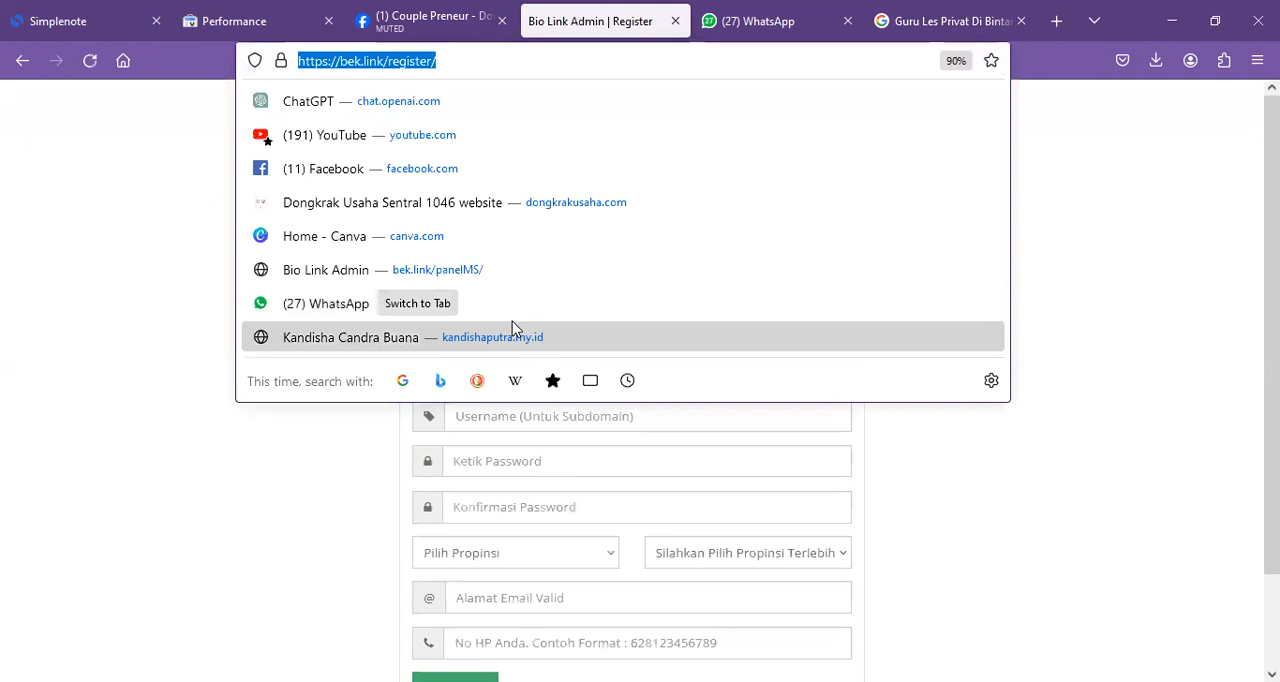 Simplenote
Performance
(1) Couple Preneur - Do
MUTED
Bio Link Admin | Register
(27) WhatsApp
Guru Les Privat Di Binta
https://bek.link/register/
90%
ChatGPT — chat.openai.com
(191) YouTube — youtube.com
(11) Facebook — facebook.com
Dongkrak Usaha Sentral 1046 website — dongkrakusaha.com
Home - Canva — canva.com
Bio Link Admin — bek.link/panelMS/
(27) WhatsApp Switch to Tab
Kandisha Candra Buana — kandishaputra.my.id
This time, search with:
Username (Untuk Subdomain)
Ketik Password
Konfirmasi Password
Pilih Propinsi
Silahkan Pilih Propinsi Terlebih
@ Alamat Email Valid
No HP Anda. Contoh Format : 628123456789